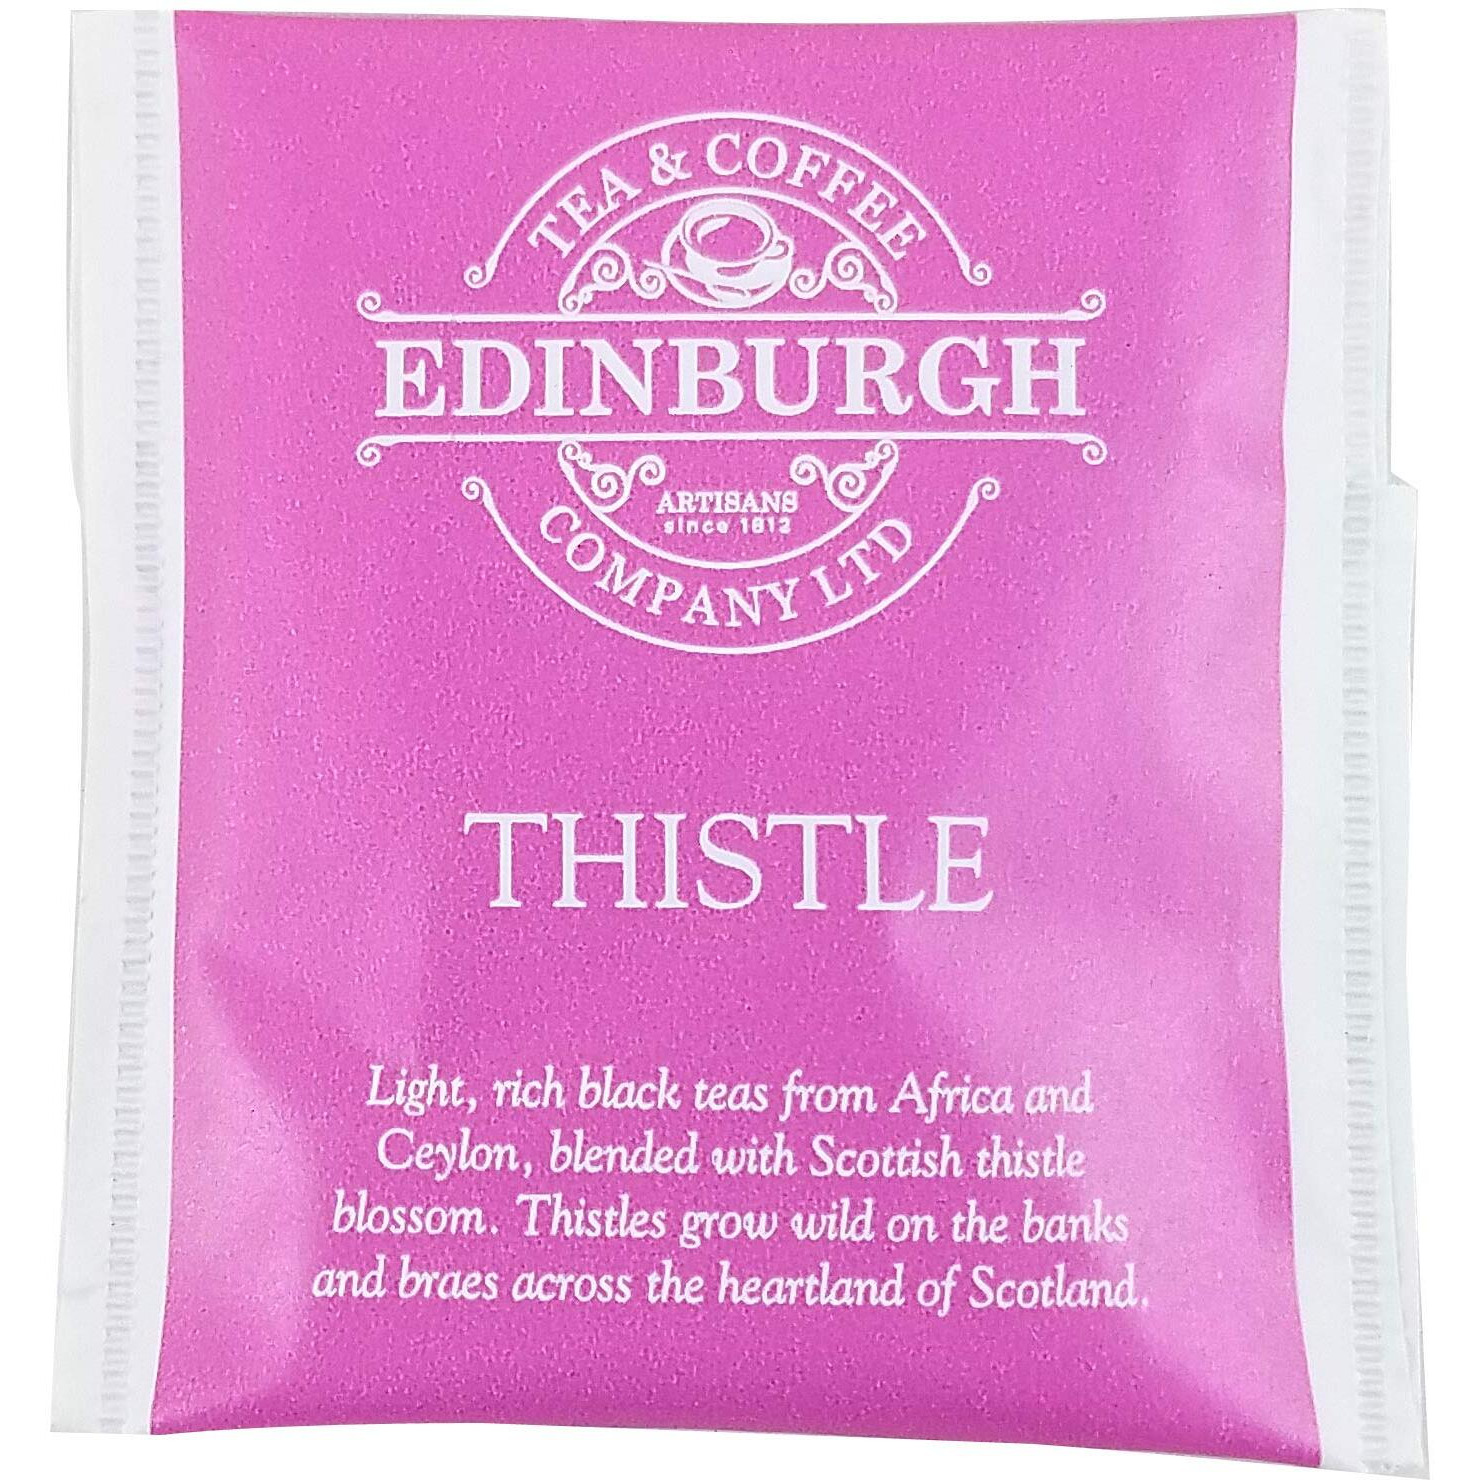 TEA & COFFEE
EDINBURGH
ARTISANS
since 1812
COMPANY LTD
THISTLE
Light, rich black teas from Africa and
Ceylon, blended with Scottish thistle
blossom. Thistles grow wild on the banks
and braes across the heartland of Scotland.